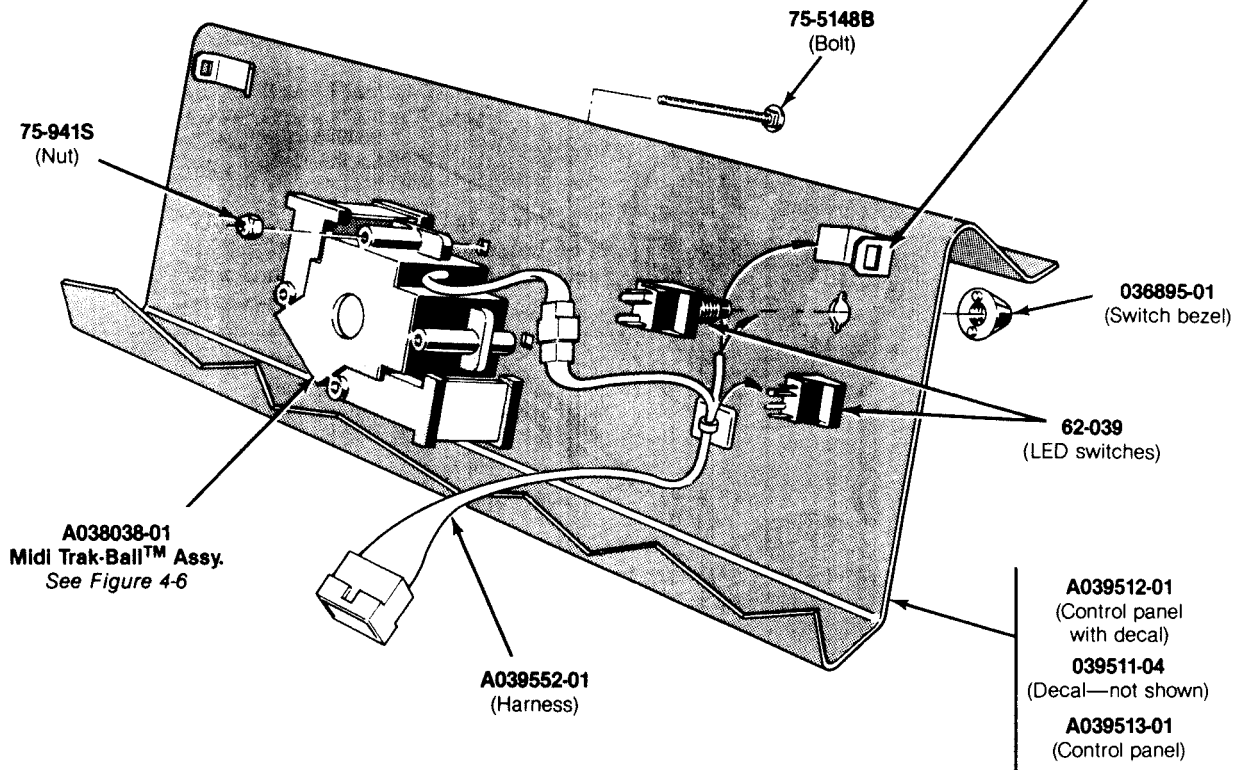 75-5148B
(Bolt)
75-941S
(Nut)
036895-01
(Switch bezel)
62-039
(LED switches)
A038038-01
Midi Trak-Ball™ Assy.
See Figure 4-6
A039552-01
(Harness)
A039512-01
(Control panel
with decal)
039511-04
(Decal—not shown)
A039513-01
(Control panel)